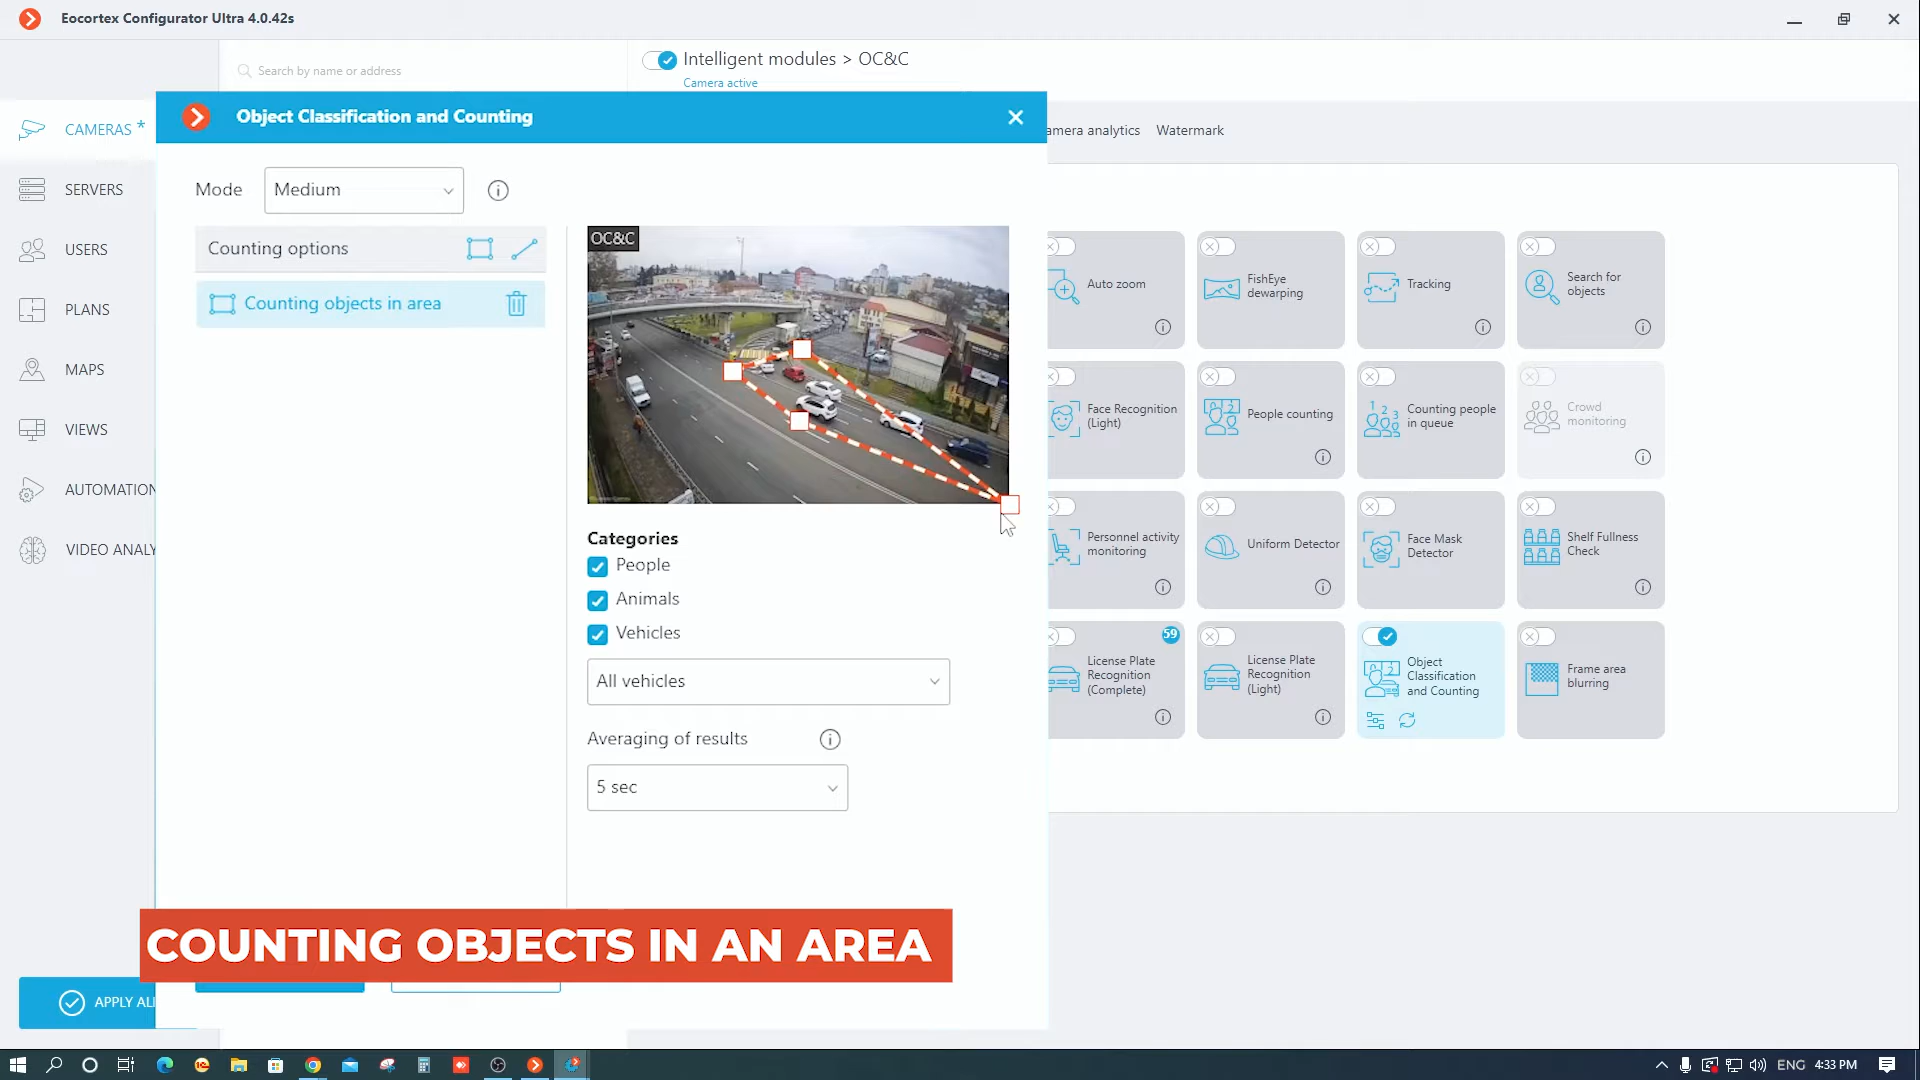 Eocortex Configurator Ultra 4.0.42s
Search by name or address
Intelligent modules > OC&C
Camera active
CAMERAS *
SERVERS
USERS
PLANS
MAPS
VIEWS
AUTOMATION
VIDEO ANALY
APPLY ALL
Object Classification and Counting
Mode
Medium
Counting options
Counting objects in area
OC&C
Categories
People
Animals
Vehicles
All vehicles
Averaging of results
5 sec
COUNTING OBJECTS IN AN AREA
amera analytics
Watermark
Auto zoom
FishEye
dewarping
Tracking
Search for
objects
Face Recognition
(Light)
People counting
Counting people
in queue
Crowd
monitoring
Personnel activity
monitoring
Uniform Detector
Face Mask
Detector
Shelf Fullness
Check
59
License Plate
Recognition
(Complete)
License Plate
Recognition
(Light)
Object
Classification
and Counting
Frame area
blurring
ENG
4:33 PM